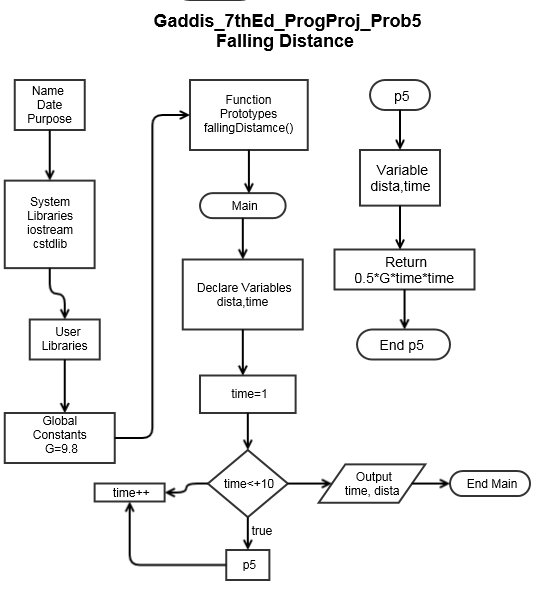 Gaddis_7thEd_ProgProj_Prob5
Falling Distance
Name
Date
Purpose
System
Libraries
iostream
cstdlib
User
Libraries
Global
Constants
G=9.8
Function
Prototypes
fallingDistamce()
Main
Declare Variables
dista,time
time=1
time<+10
true
p5
time++
Output
time, dista
End Main
p5
Variable
dista,time
Return
0.5*G*time*time
End p5